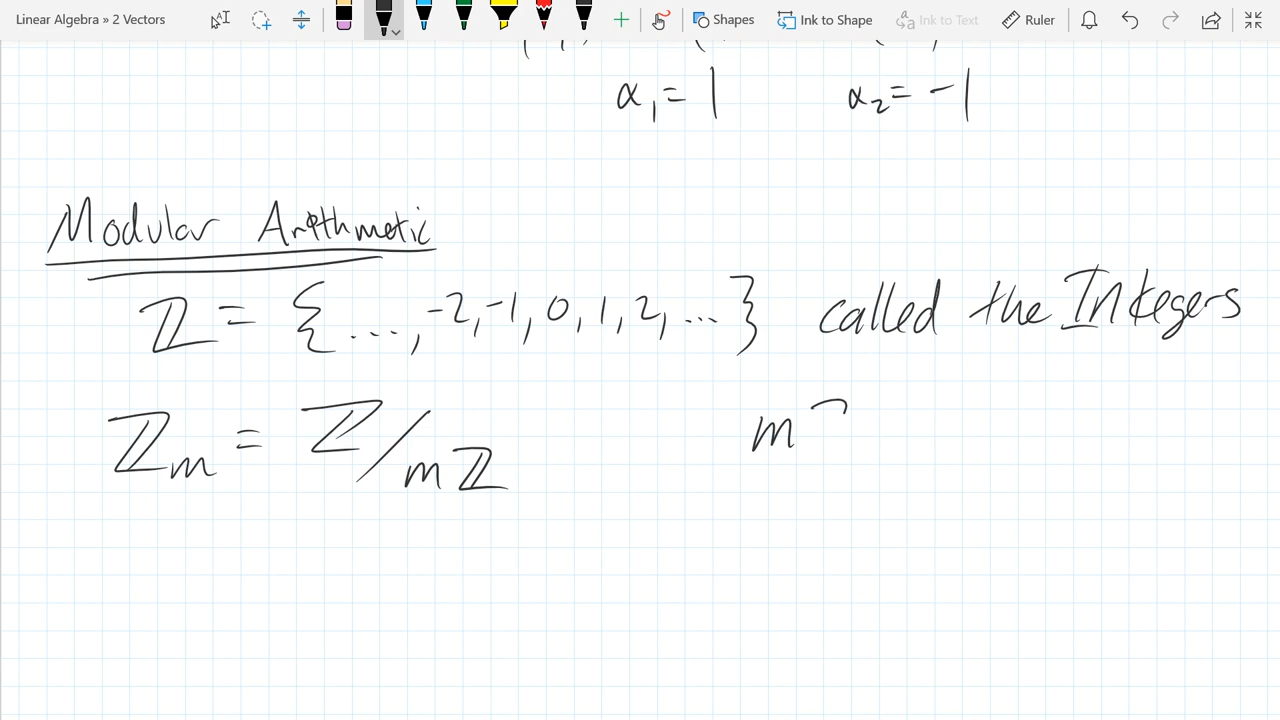 Linear Algebra » 2 Vectors
Shapes
Ink to Shape
Ink to Text
Ruler
α₁ = 1 α₂ = -1
Modular Arithmetic
ℤ = {..., -2, -1, 0, 1, 2, ...} called the Integers
ℤₘ = ℤ/mℤ m